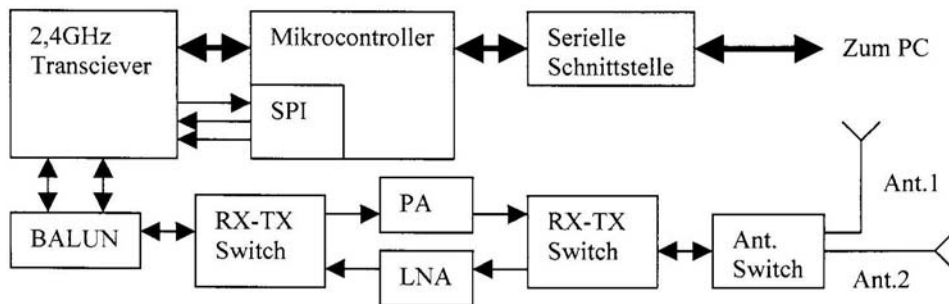 2,4GHz
Transciever
Mikrocontroller
SPI
Serielle
Schnittstelle
Zum PC
BALUN
RX-TX
Switch
PA
LNA
RX-TX
Switch
Ant.
Switch
Ant.1
Ant.2